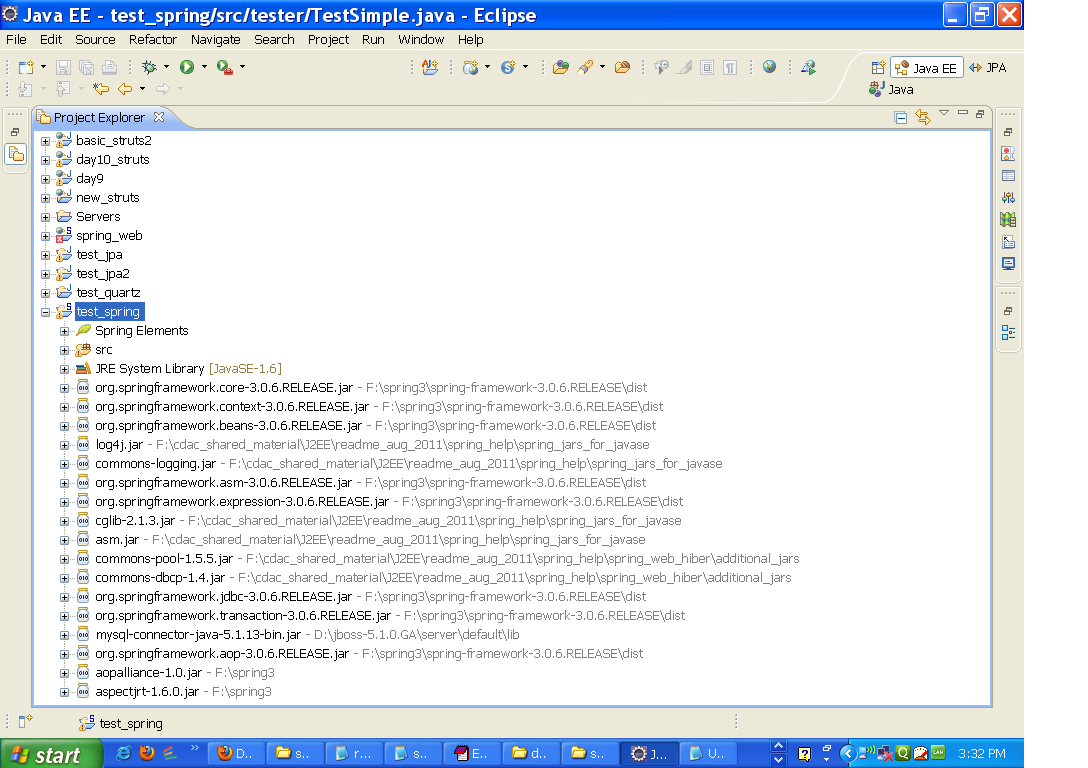 Java EE - test_spring/src/tester/TestSimple.java - Eclipse
File Edit Source Refactor Navigate Search Project Run Window Help
Java EE JPA
Java
Project Explorer
basic_struts2
day10_struts
day9
new_struts
Servers
spring_web
test_jpa
test_jpa2
test_quartz
test_spring
Spring Elements
src
JRE System Library [JavaSE-1.6]
org.springframework.core-3.0.6.RELEASE.jar - F:\spring3\spring-framework-3.0.6.RELEASE\dist
org.springframework.context-3.0.6.RELEASE.jar - F:\spring3\spring-framework-3.0.6.RELEASE\dist
org.springframework.beans-3.0.6.RELEASE.jar - F:\spring3\spring-framework-3.0.6.RELEASE\dist
log4j.jar - F:\cdac_shared_material\J2EE\readme_aug_2011\spring_help\spring_jars_for_javase
commons-logging.jar - F:\cdac_shared_material\J2EE\readme_aug_2011\spring_help\spring_jars_for_javase
org.springframework.asm-3.0.6.RELEASE.jar - F:\spring3\spring-framework-3.0.6.RELEASE\dist
org.springframework.expression-3.0.6.RELEASE.jar - F:\spring3\spring-framework-3.0.6.RELEASE\dist
cglib-2.1.3.jar - F:\cdac_shared_material\J2EE\readme_aug_2011\spring_help\spring_jars_for_javase
asm.jar - F:\cdac_shared_material\J2EE\readme_aug_2011\spring_help\spring_jars_for_javase
commons-pool-1.5.5.jar - F:\cdac_shared_material\J2EE\readme_aug_2011\spring_help\spring_web_hiber\additional_jars
commons-dbcp-1.4.jar - F:\cdac_shared_material\J2EE\readme_aug_2011\spring_help\spring_web_hiber\additional_jars
org.springframework.jdbc-3.0.6.RELEASE.jar - F:\spring3\spring-framework-3.0.6.RELEASE\dist
org.springframework.transaction-3.0.6.RELEASE.jar - F:\spring3\spring-framework-3.0.6.RELEASE\dist
mysql-connector-java-5.1.13-bin.jar - D:\jboss-5.1.0.GA\server\default\lib
org.springframework.aop-3.0.6.RELEASE.jar - F:\spring3\spring-framework-3.0.6.RELEASE\dist
aopalliance-1.0.jar - F:\spring3
aspectjrt-1.6.0.jar - F:\spring3
test_spring
start » D... s... r... s... E... d... s... J... U... 3:32 PM